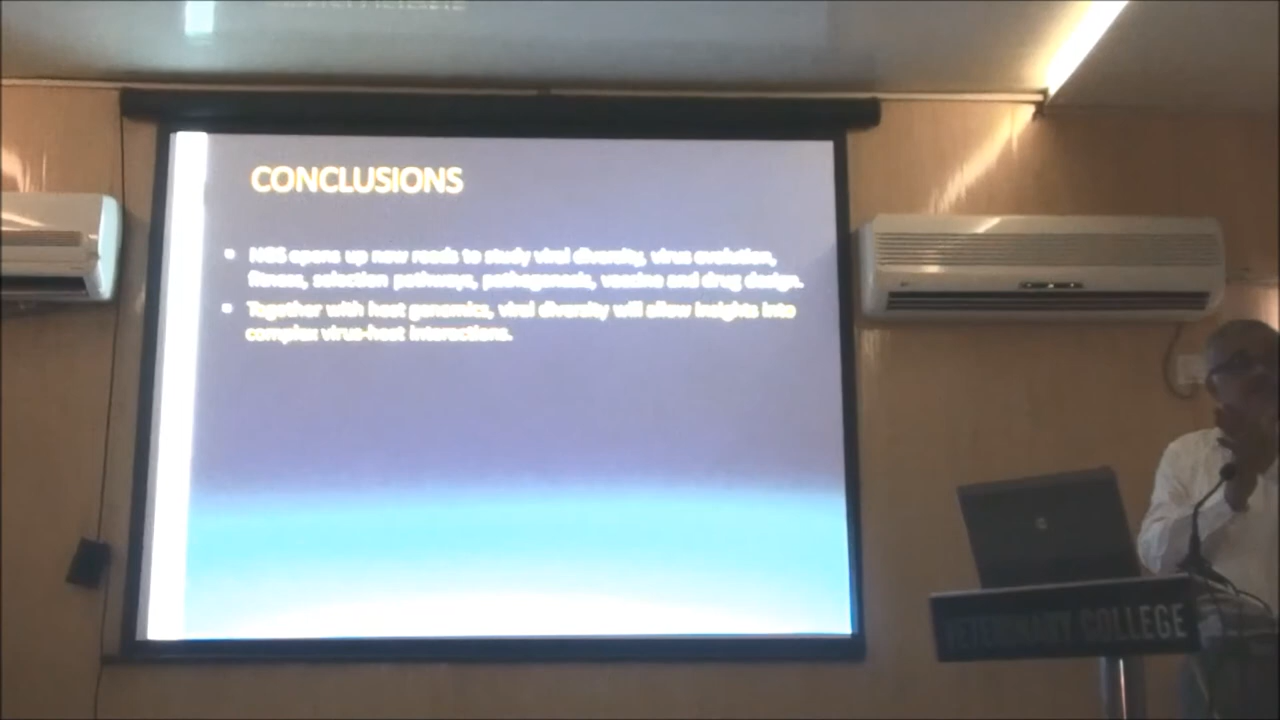 CONCLUSIONS
NGS opens up new roads to study viral diversity, virus evolution,
fitness, selection pathways, pathogenesis, vaccine and drug design.
Together with host genomics, viral diversity will allow insights into
complex virus-host interactions.
VETERINARY COLLEGE